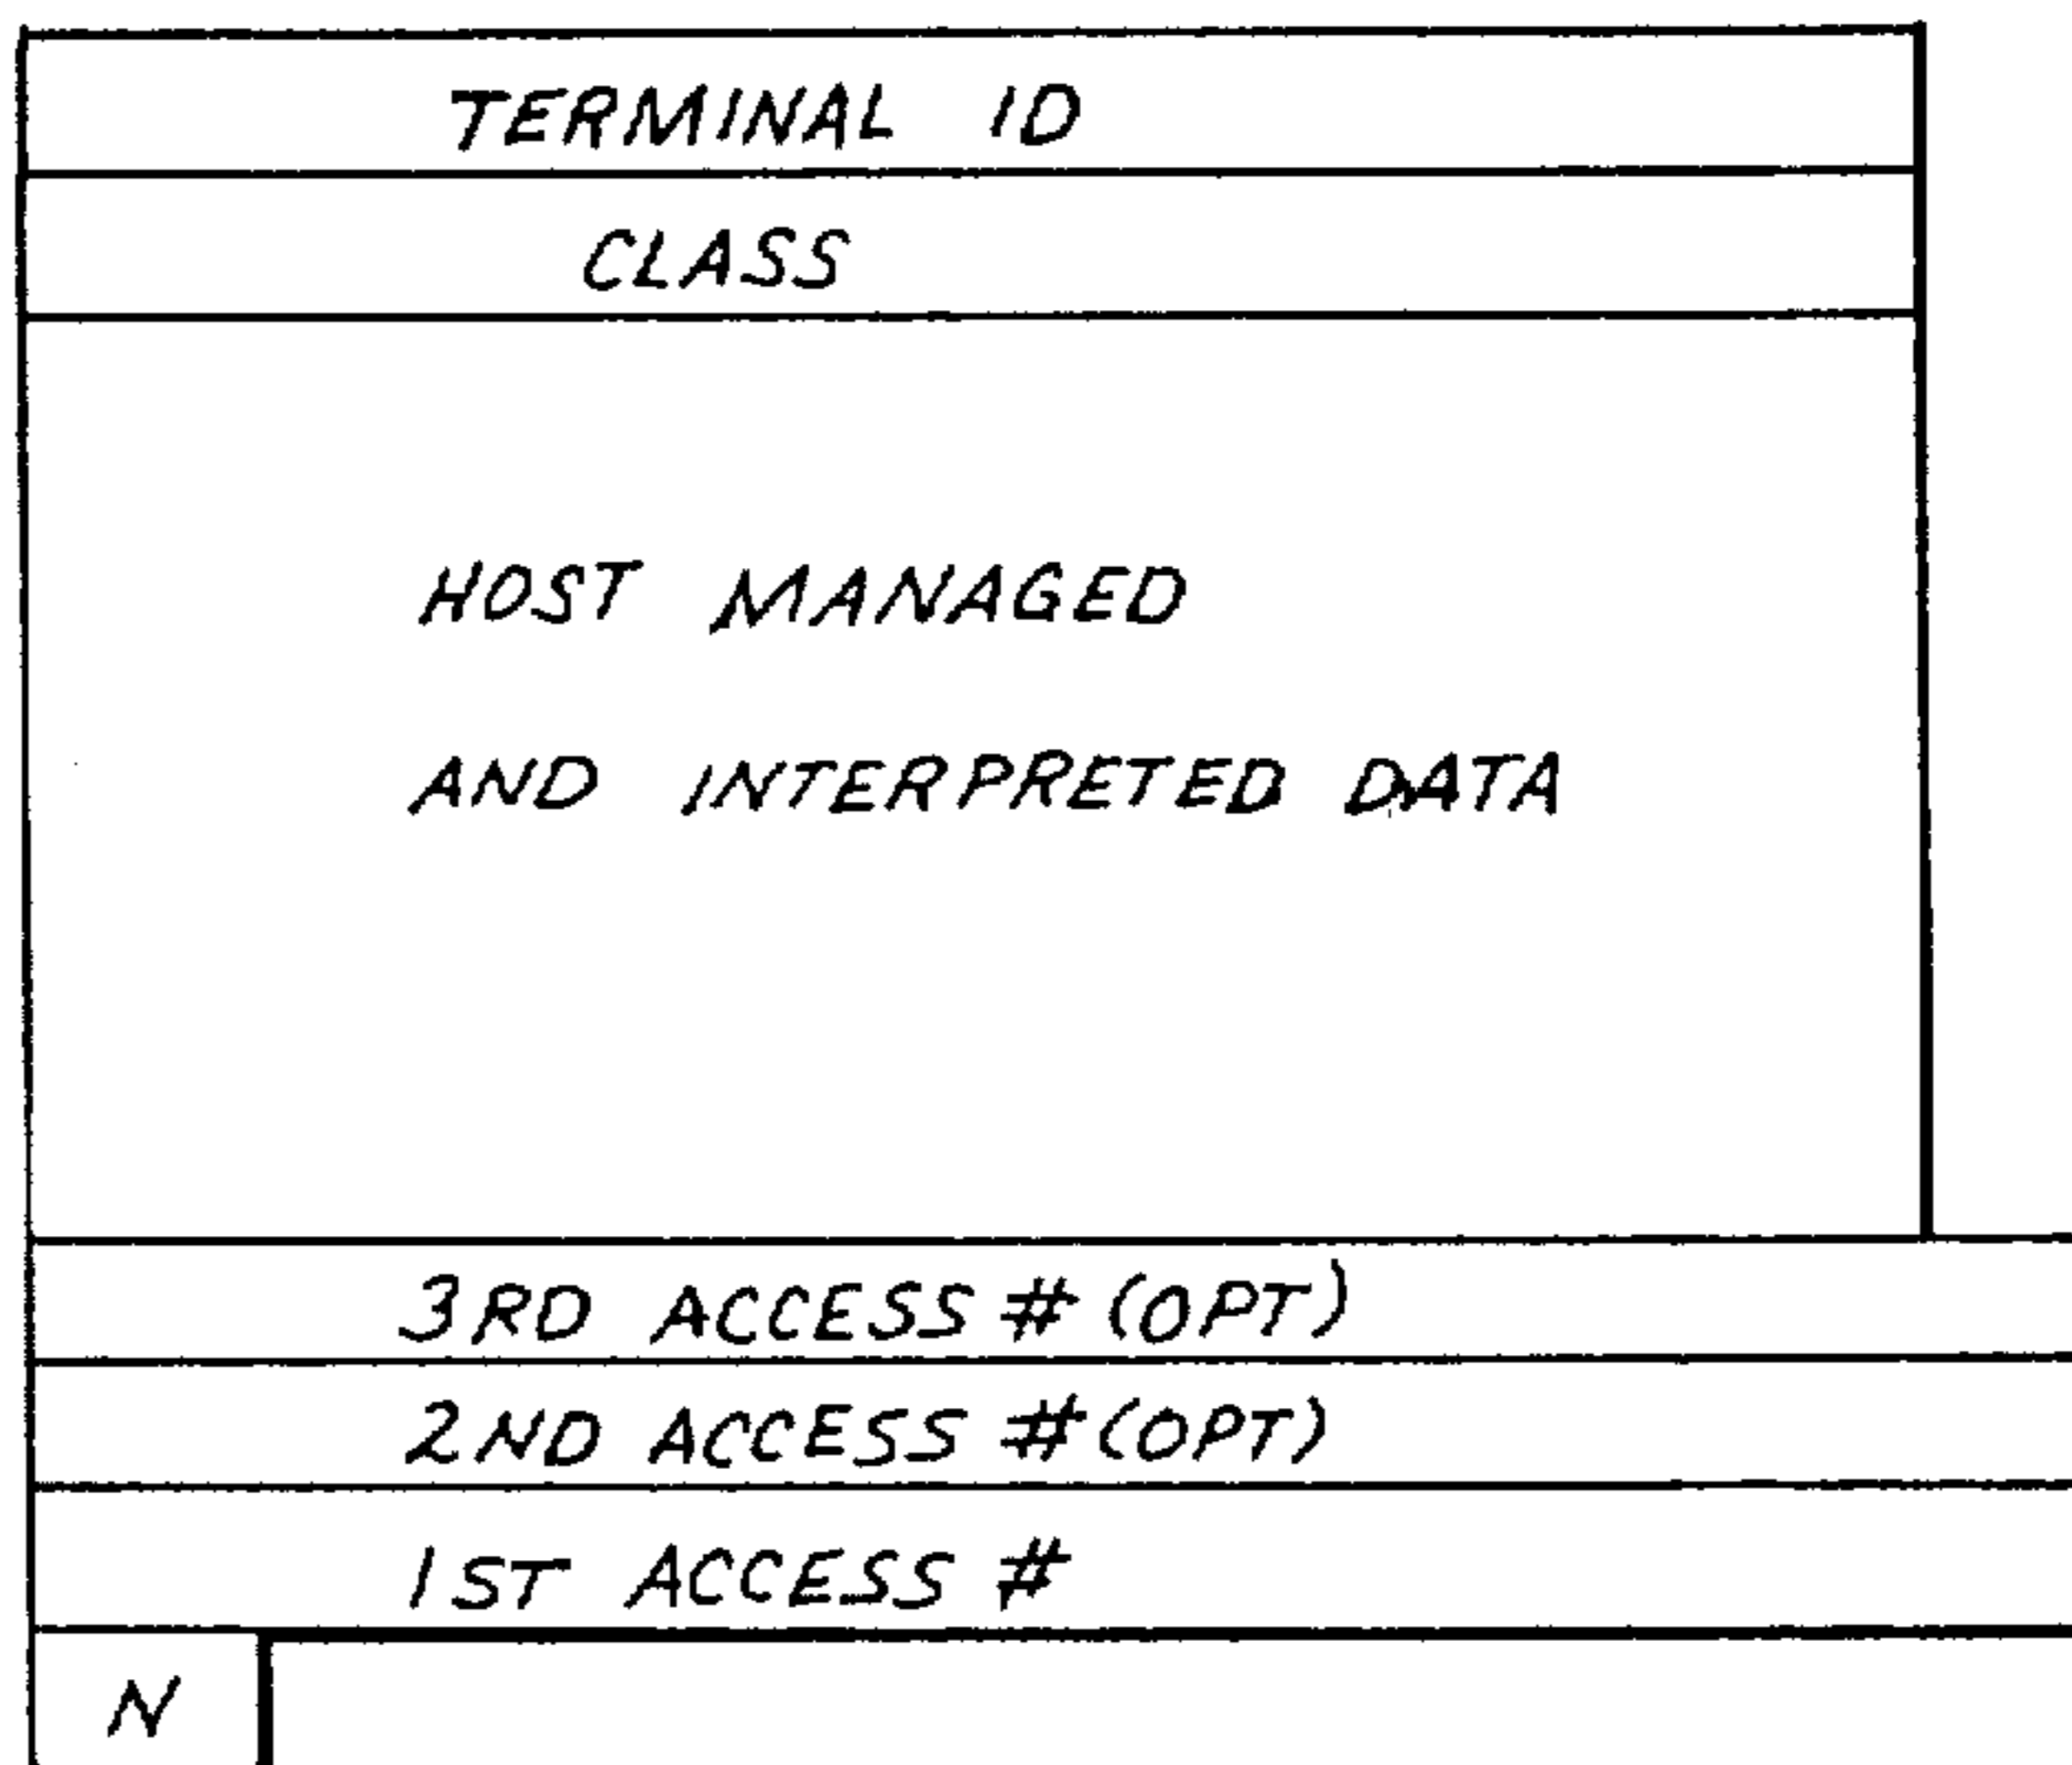 TERMINAL ID
CLASS
HOST MANAGED
AND INTERPRETED DATA
3RD ACCESS # (OPT)
2ND ACCESS #(OPT)
1ST ACCESS #
N